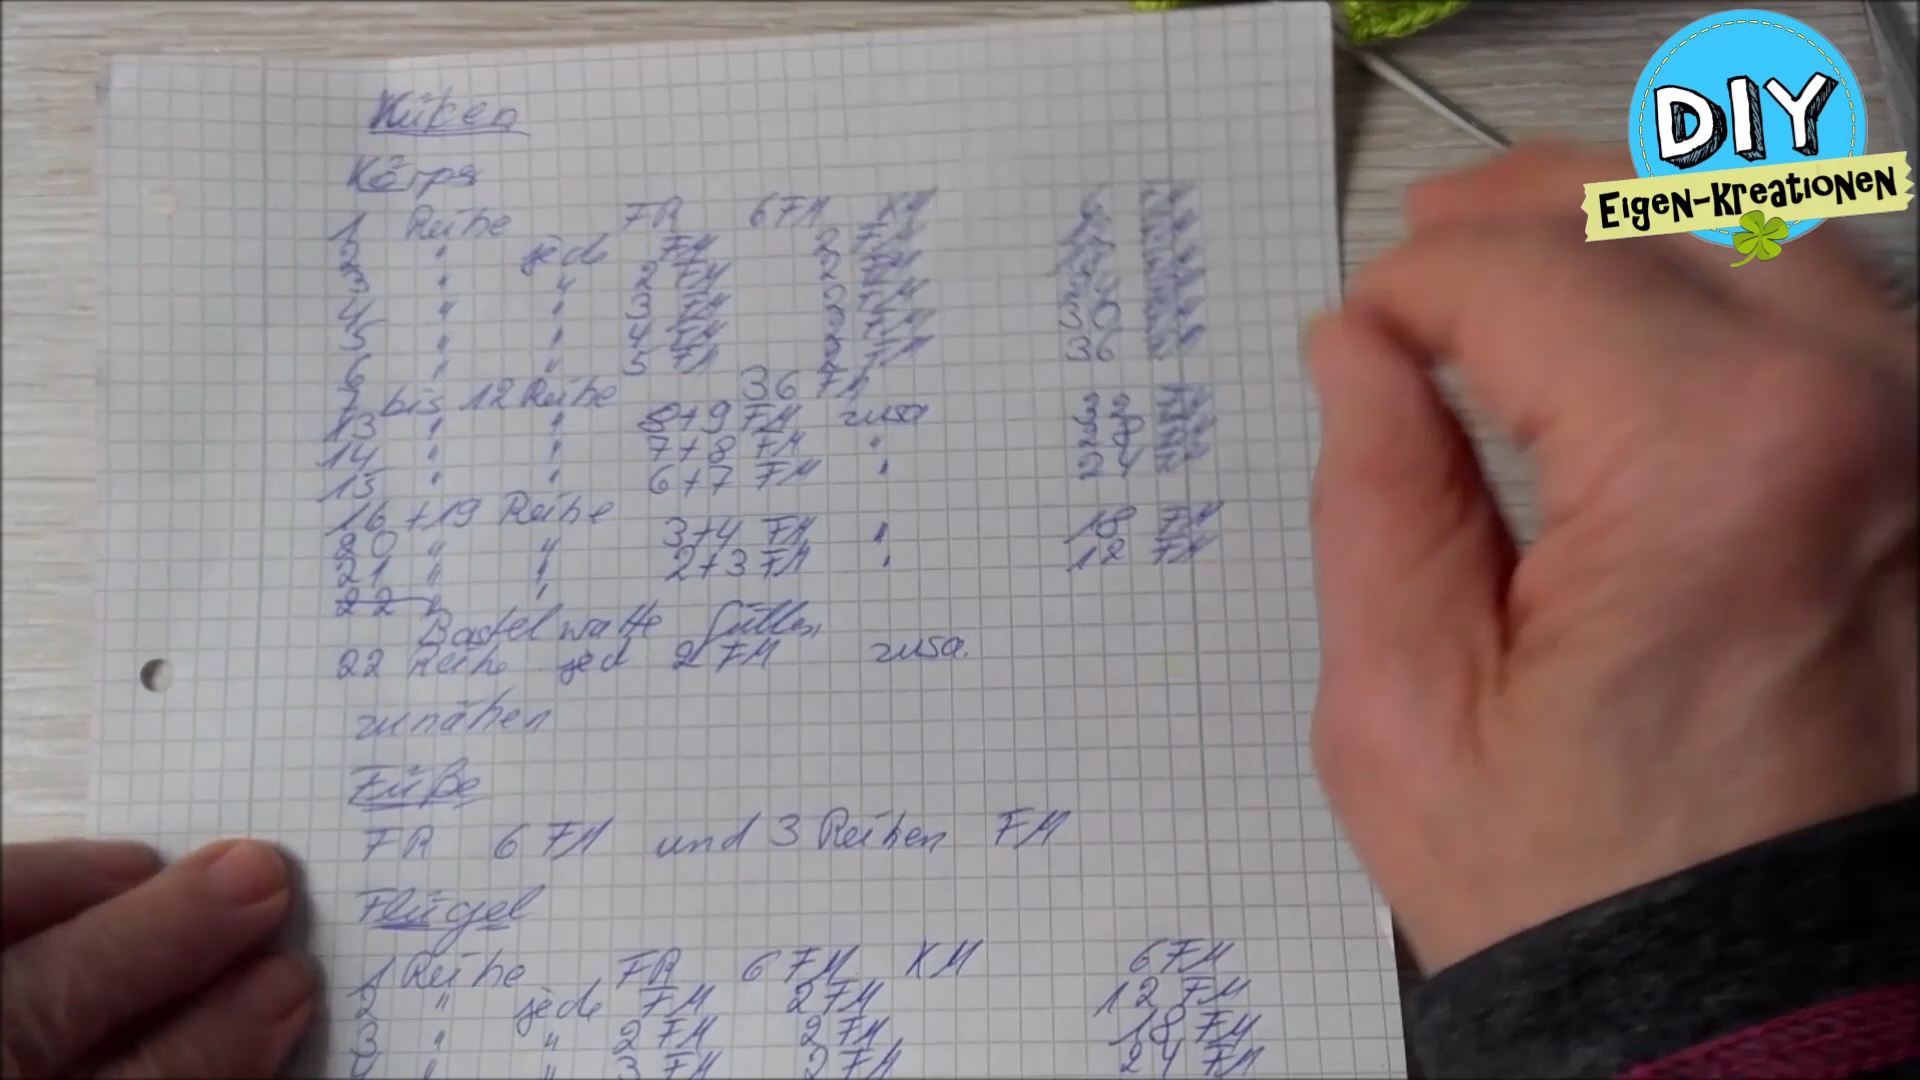 Küken
Körper
1 Reihe FR 6 FM KM 6
2 " jede FM 2 FM
3 " " 2 FM 2 FM
4 " " 3 FM 2 FM
5 " " 4 FM 2 FM 30
6 " " 5 FM 2 FM 36
7 bis 12 Reihe 36 FM
13 " " 8+9 FM zusa
14 " " 7+8 FM "
15 " " 6+7 FM " 24
16 +19 Reihe
20 " " 3+4 FM " 18 FM
21 " " 2+3 FM " 12 FM
22 " "
Bastelwatte füllen
22 Reihe jed 2 FM zusa.
zunähen
Füße
FR 6 FM und 3 Reihen FM
Flügel
1 Reihe FR 6 FM KM 6 FM
2 " jede FM 2 FM 12 FM
3 " " 2 FM 2 FM 18 FM
4 " " 3 FM 2 FM 24 FM
DIY
Eigen-Kreationen